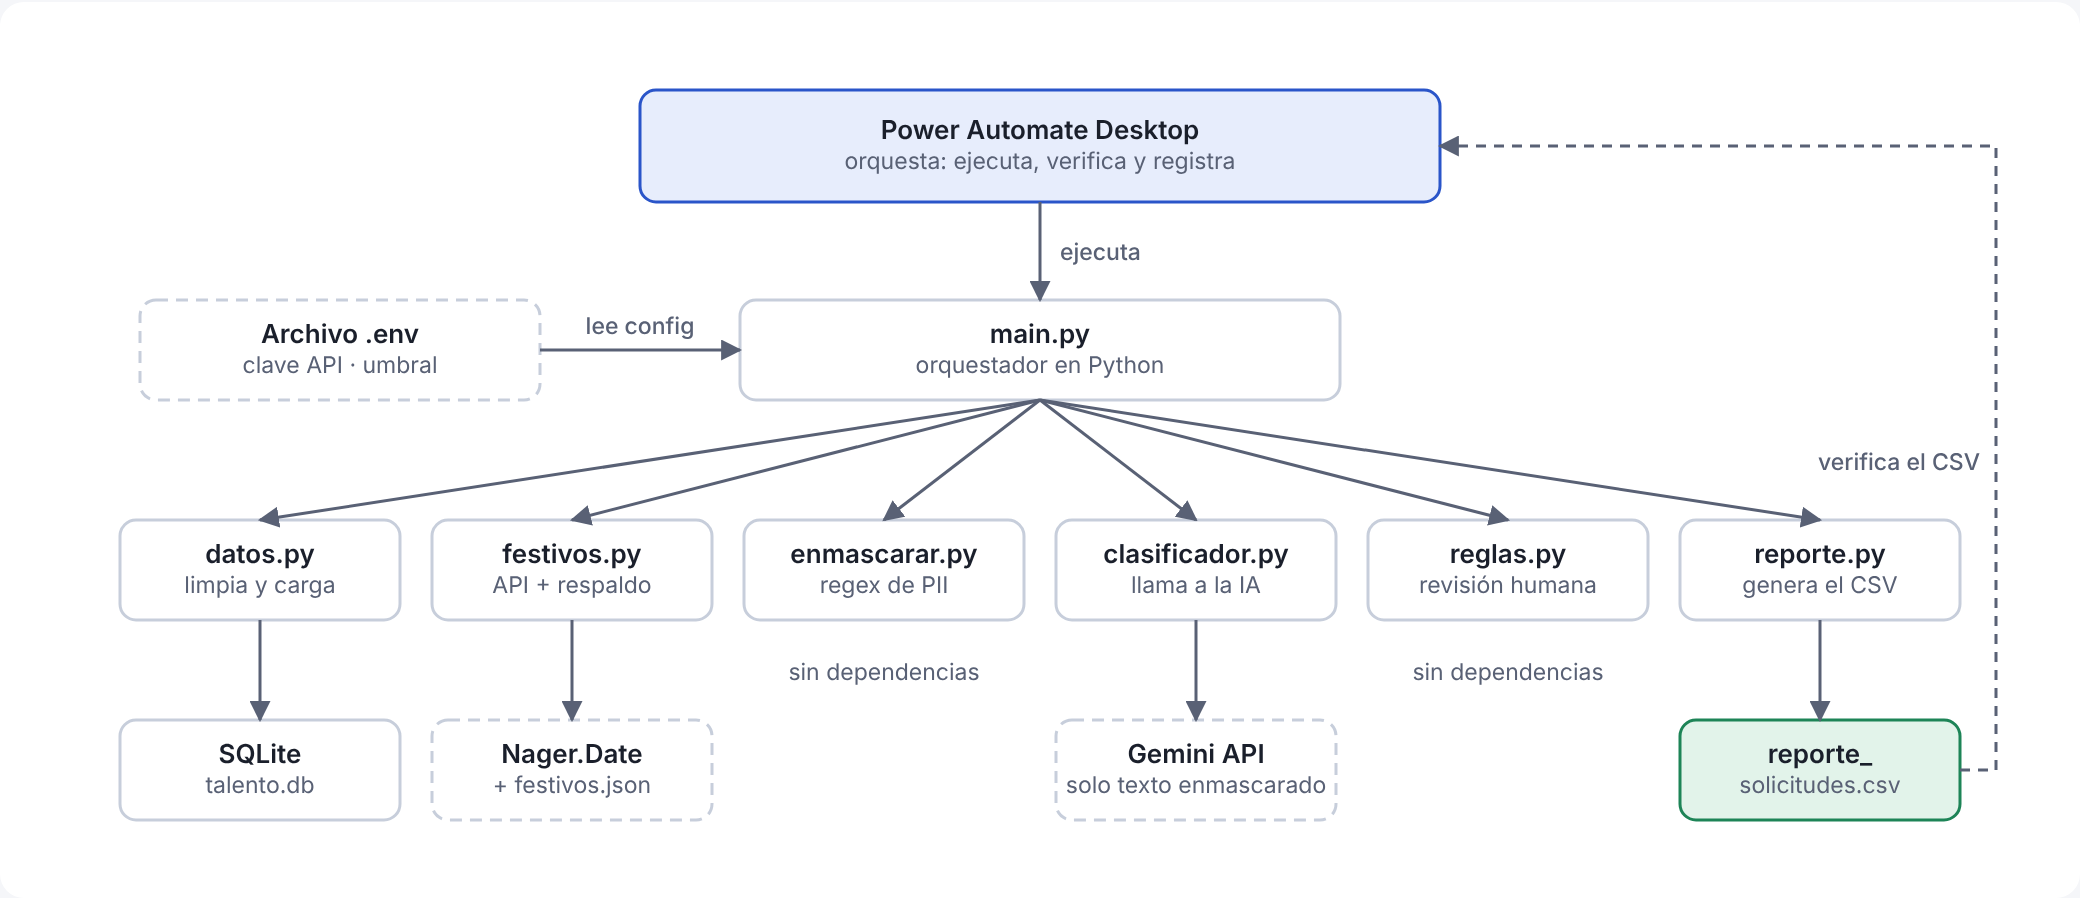 Power Automate Desktop
orquesta: ejecuta, verifica y registra
ejecuta
Archivo .env
clave API · umbral
lee config
main.py
orquestador en Python
verifica el CSV
datos.py
limpia y carga
festivos.py
API + respaldo
enmascarar.py
regex de PII
clasificador.py
llama a la IA
reglas.py
revisión humana
reporte.py
genera el CSV
sin dependencias
sin dependencias
SQLite
talento.db
Nager.Date
+ festivos.json
Gemini API
solo texto enmascarado
reporte_
solicitudes.csv